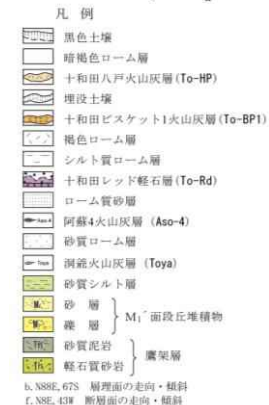 凡 例
黒色土壌
暗褐色ローム層
十和田八戸火山灰層(To-HP)
埋没土壌
十和田ビスケット1火山灰層(To-BP1)
褐色ローム層
シルト質ローム層
十和田レッド軽石層(To-Rd)
ローム質砂層
Aso-4 阿蘇4火山灰層 (Aso-4)
砂質ローム層
Toya 洞爺火山灰層 (Toya)
砂質シルト層
砂 層
礫 層
M₁´面段丘堆積物
砂質泥岩
軽石質砂岩
鷹架層
b. N88E, 67S 層理面の走向・傾斜
f. N8E, 43W 断層面の走向・傾斜